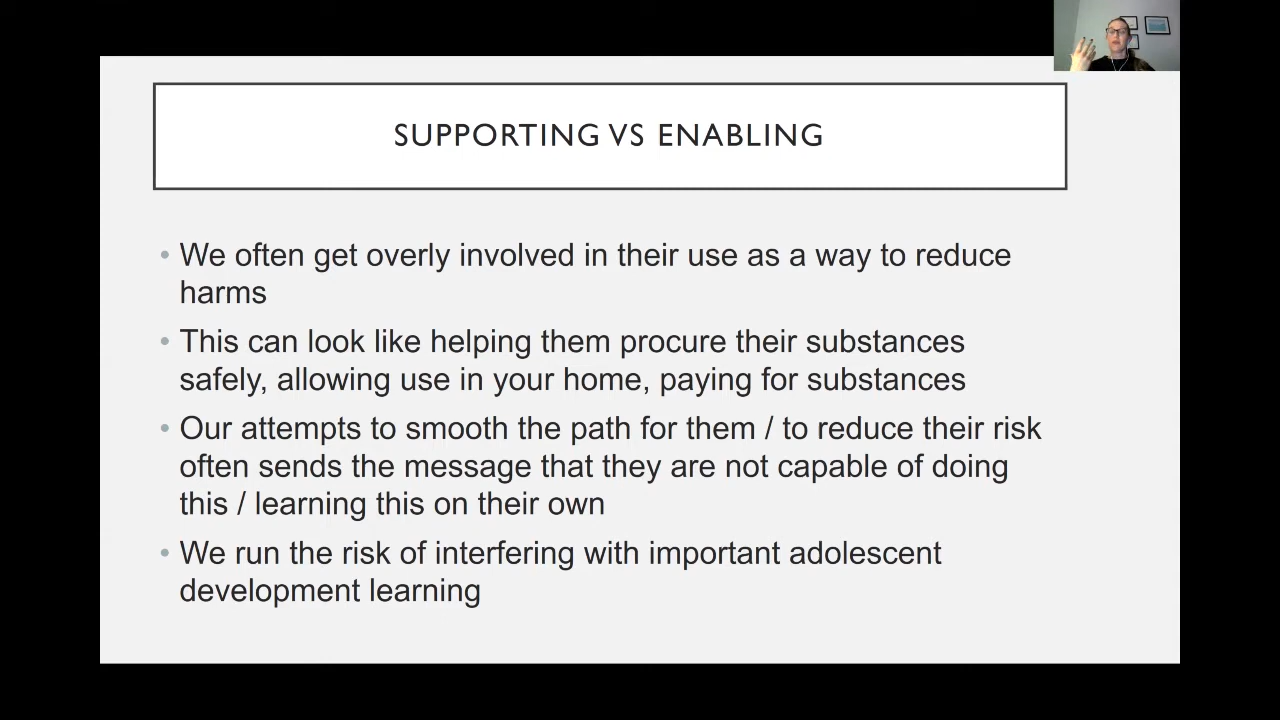 SUPPORTING VS ENABLING
• We often get overly involved in their use as a way to reduce
harms
• This can look like helping them procure their substances
safely, allowing use in your home, paying for substances
• Our attempts to smooth the path for them / to reduce their risk
often sends the message that they are not capable of doing
this / learning this on their own
• We run the risk of interfering with important adolescent
development learning